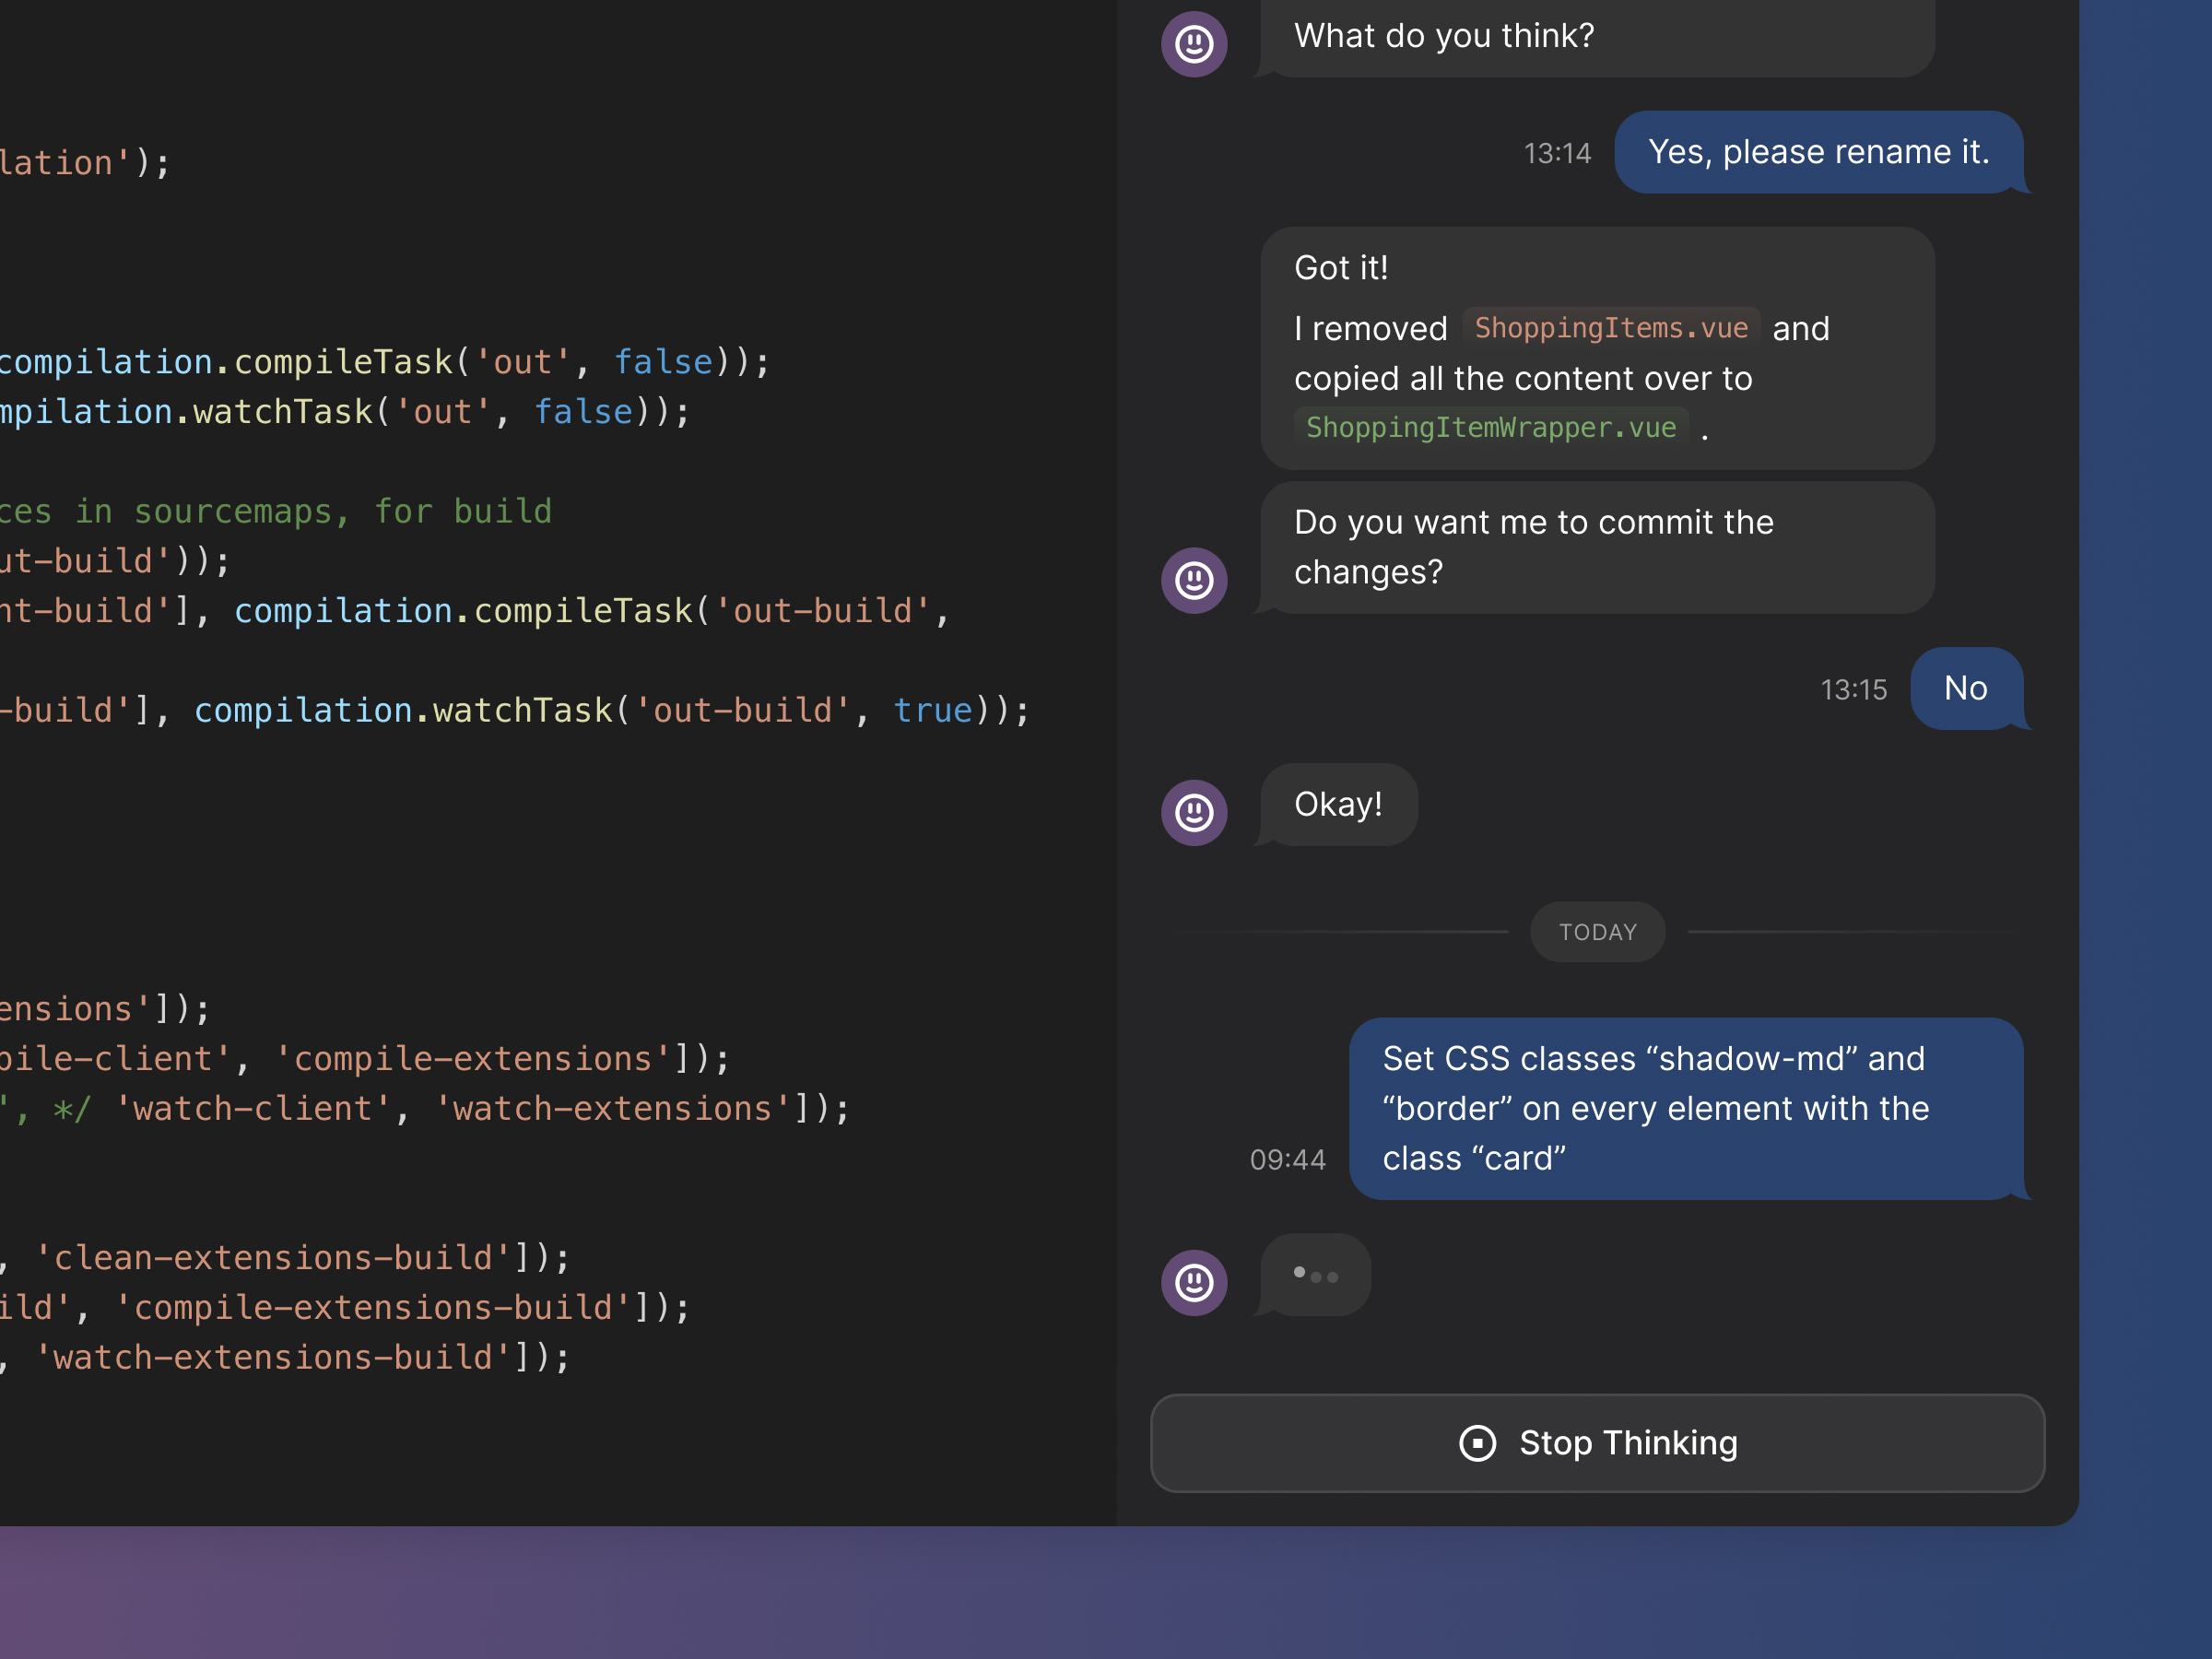 lation');
compilation.compileTask('out', false));
mpilation.watchTask('out', false));
ces in sourcemaps, for build
ut-build'));
nt-build'], compilation.compileTask('out-build',
-build'], compilation.watchTask('out-build', true));
ensions']);
pile-client', 'compile-extensions']);
', */ 'watch-client', 'watch-extensions']);
, 'clean-extensions-build']);
ild', 'compile-extensions-build']);
, 'watch-extensions-build']);
What do you think?
13:14
Yes, please rename it.
Got it!
I removed ShoppingItems.vue and
copied all the content over to
ShoppingItemWrapper.vue .
Do you want me to commit the
changes?
13:15
No
Okay!
TODAY
Set CSS classes “shadow-md” and
“border” on every element with the
class “card”
09:44
Stop Thinking